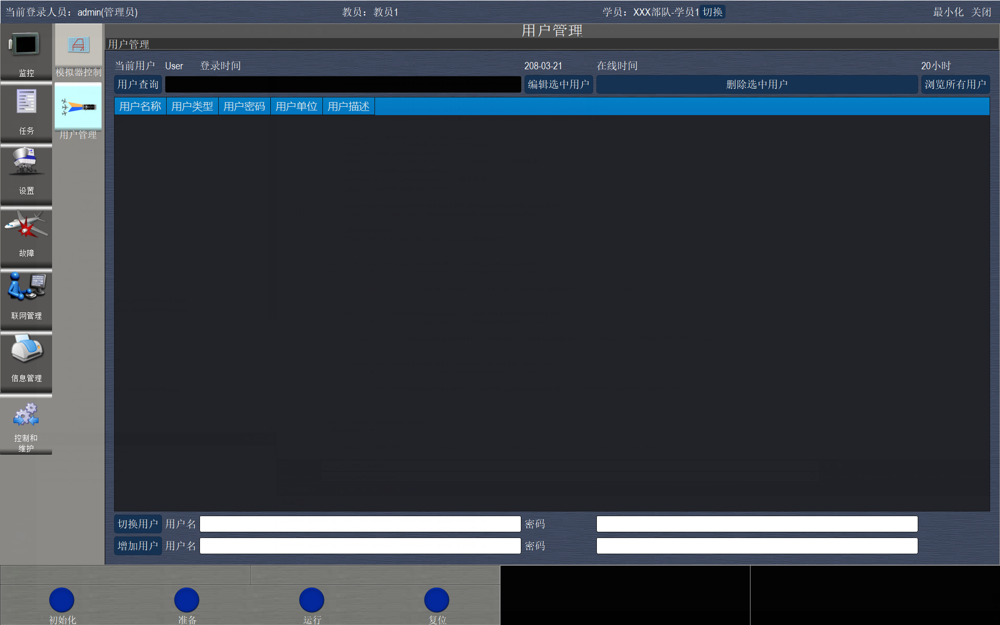 当前登录人员：admin(管理员)
教员：教员1
学员：XXX部队-学员1 切换
最小化 关闭
用户管理
用户管理
监控
任务
设置
故障
联网管理
信息管理
控制和
维护
模拟器控制
用户管理
当前用户 User 登录时间 208-03-21 在线时间 20小时
用户查询 编辑选中用户 删除选中用户 浏览所有用户
用户名称 用户类型 用户密码 用户单位 用户描述
切换用户 用户名 密码
增加用户 用户名 密码
初始化 准备 运行 复位